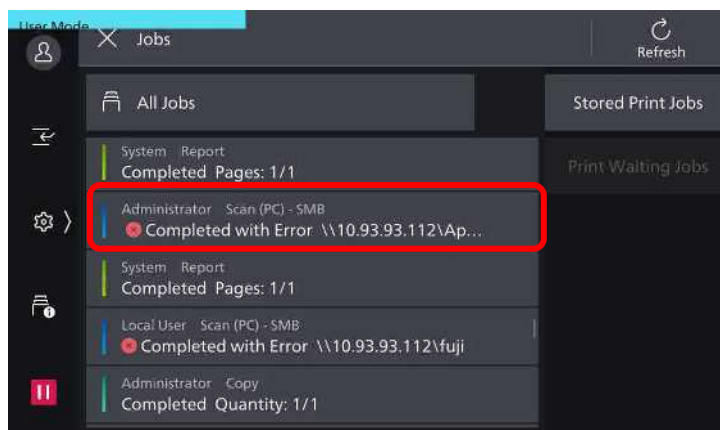 User Mode
Jobs
Refresh
All Jobs
Stored Print Jobs
System Report
Completed Pages: 1/1
Print Waiting Jobs
Administrator Scan (PC) - SMB
Completed with Error \\10.93.93.112\Ap...
System Report
Completed Pages: 1/1
Local User Scan (PC) - SMB
Completed with Error \\10.93.93.112\fuji
Administrator Copy
Completed Quantity: 1/1